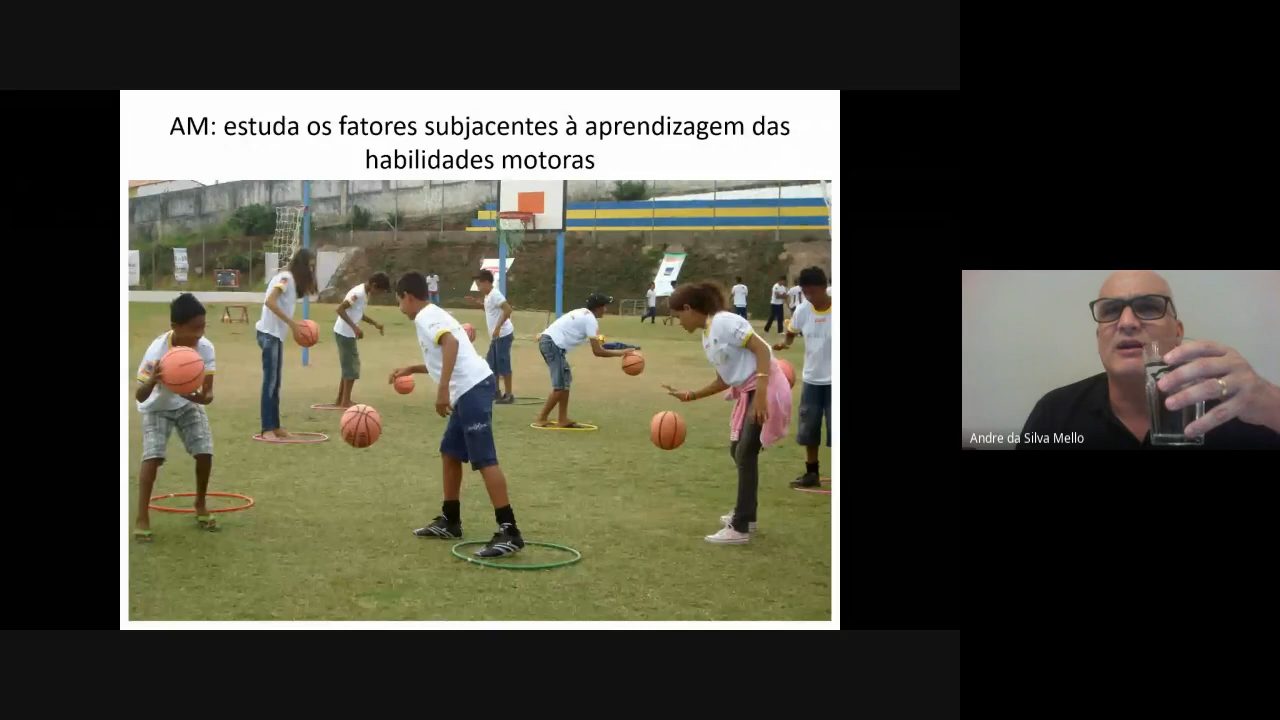 AM: estuda os fatores subjacentes à aprendizagem das
habilidades motoras
Andre da Silva Mello